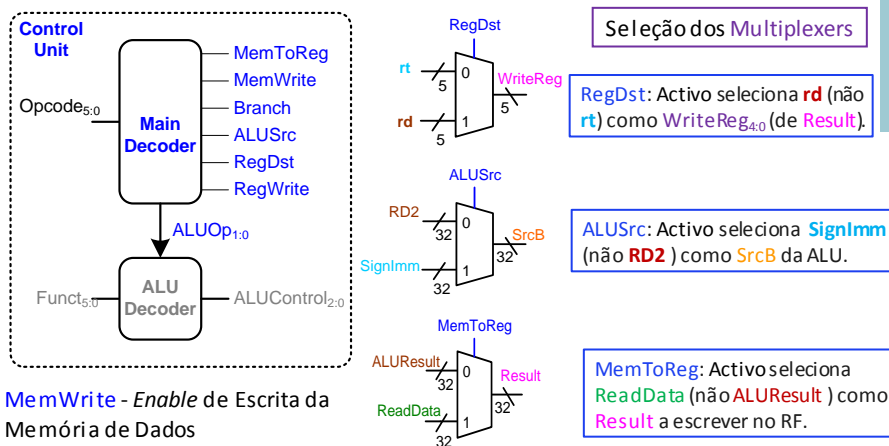 Control
Unit
Opcode5:0
Main
Decoder
MemToReg
MemWrite
Branch
ALUSrc
RegDst
RegWrite
ALUOp1:0
Funct5:0
ALU
Decoder
ALUControl2:0
MemWrite - Enable de Escrita da
Memória de Dados
RegDst
rt
5
0
WriteReg
5
rd
5
1
ALUSrc
RD2
32
0
SrcB
32
SignImm
32
1
MemToReg
ALUResult
32
0
Result
32
ReadData
32
1
Seleção dos Multiplexers
RegDst: Activo seleciona rd (não
rt) como WriteReg4:0 (de Result).
ALUSrc: Activo seleciona SignImm
(não RD2 ) como SrcB da ALU.
MemToReg: Activo seleciona
ReadData (não ALUResult ) como
Result a escrever no RF.